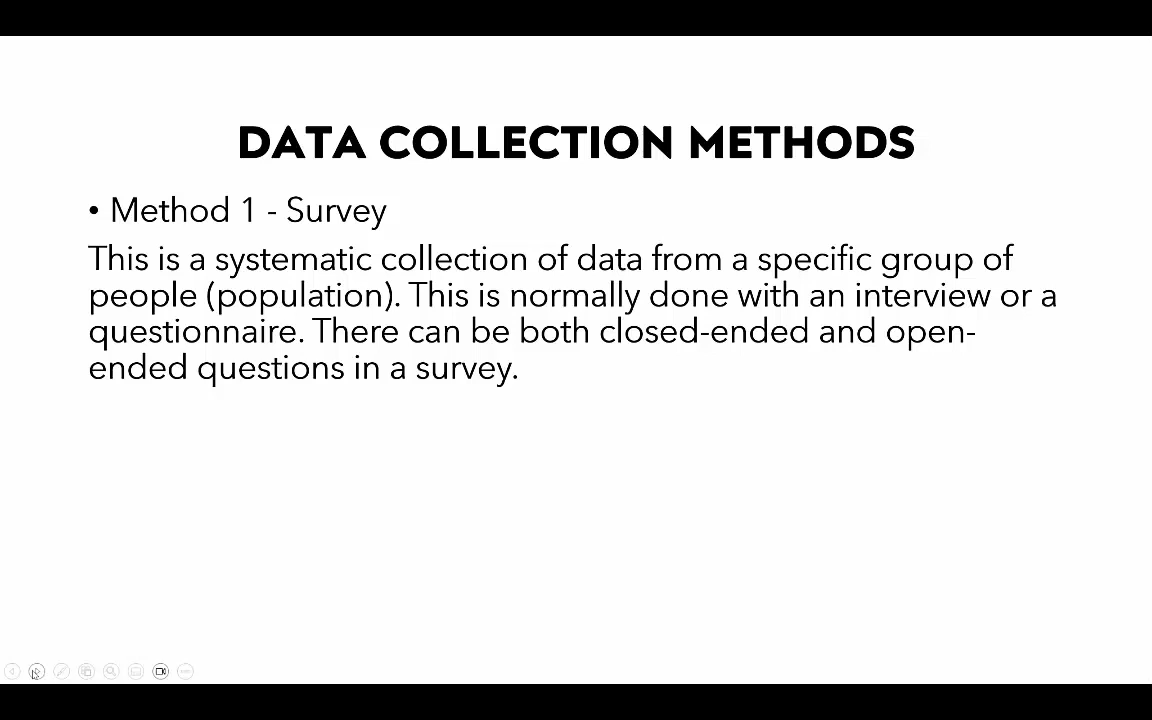 DATA COLLECTION METHODS
• Method 1 - Survey
This is a systematic collection of data from a specific group of
people (population). This is normally done with an interview or a
questionnaire. There can be both closed-ended and open-
ended questions in a survey.